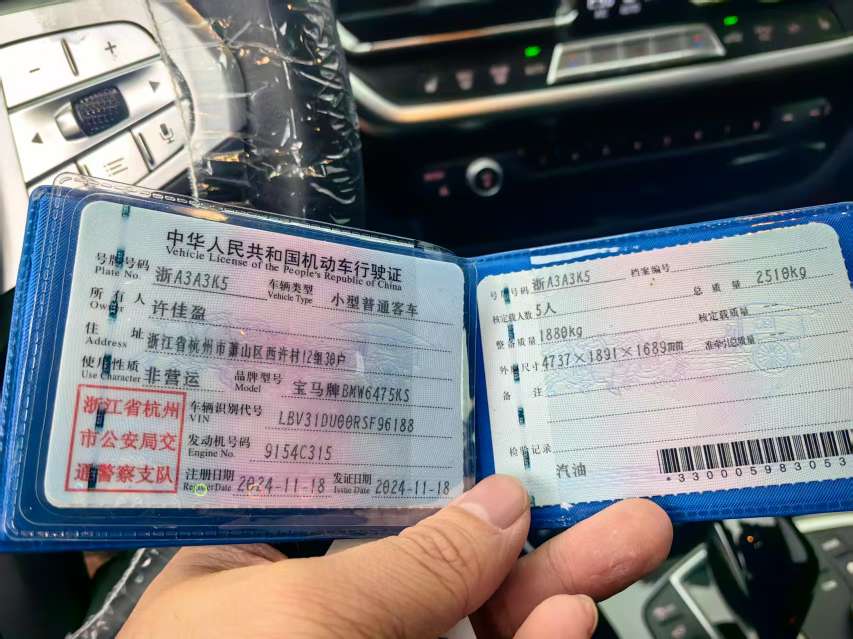 中华人民共和国机动车行驶证
Vehicle License of the People's Republic of China
号牌号码 浙A3A3K5 车辆类型 小型普通客车
Plate No. Vehicle Type
所有人 许佳盈
Owner
住址 浙江省杭州市萧山区西许村12组30户
Address
使用性质 非营运 品牌型号 宝马牌BMW6475KS
Use Character Model
浙江省杭州
市公安局交
通警察支队
车辆识别代号 LBV31DU00RSF96188
VIN
发动机号码 9154C315
Engine No.
注册日期 2024-11-18 发证日期 2024-11-18
Register Date Issue Date
号牌号码 浙A3A3K5 档案编号
核定载人数 5人 总质量 2510kg
整备质量 1880kg 核定载质量
外廓尺寸 4737×1891×1689mm 准牵引总质量
备注
检验记录
汽油
*330005983053